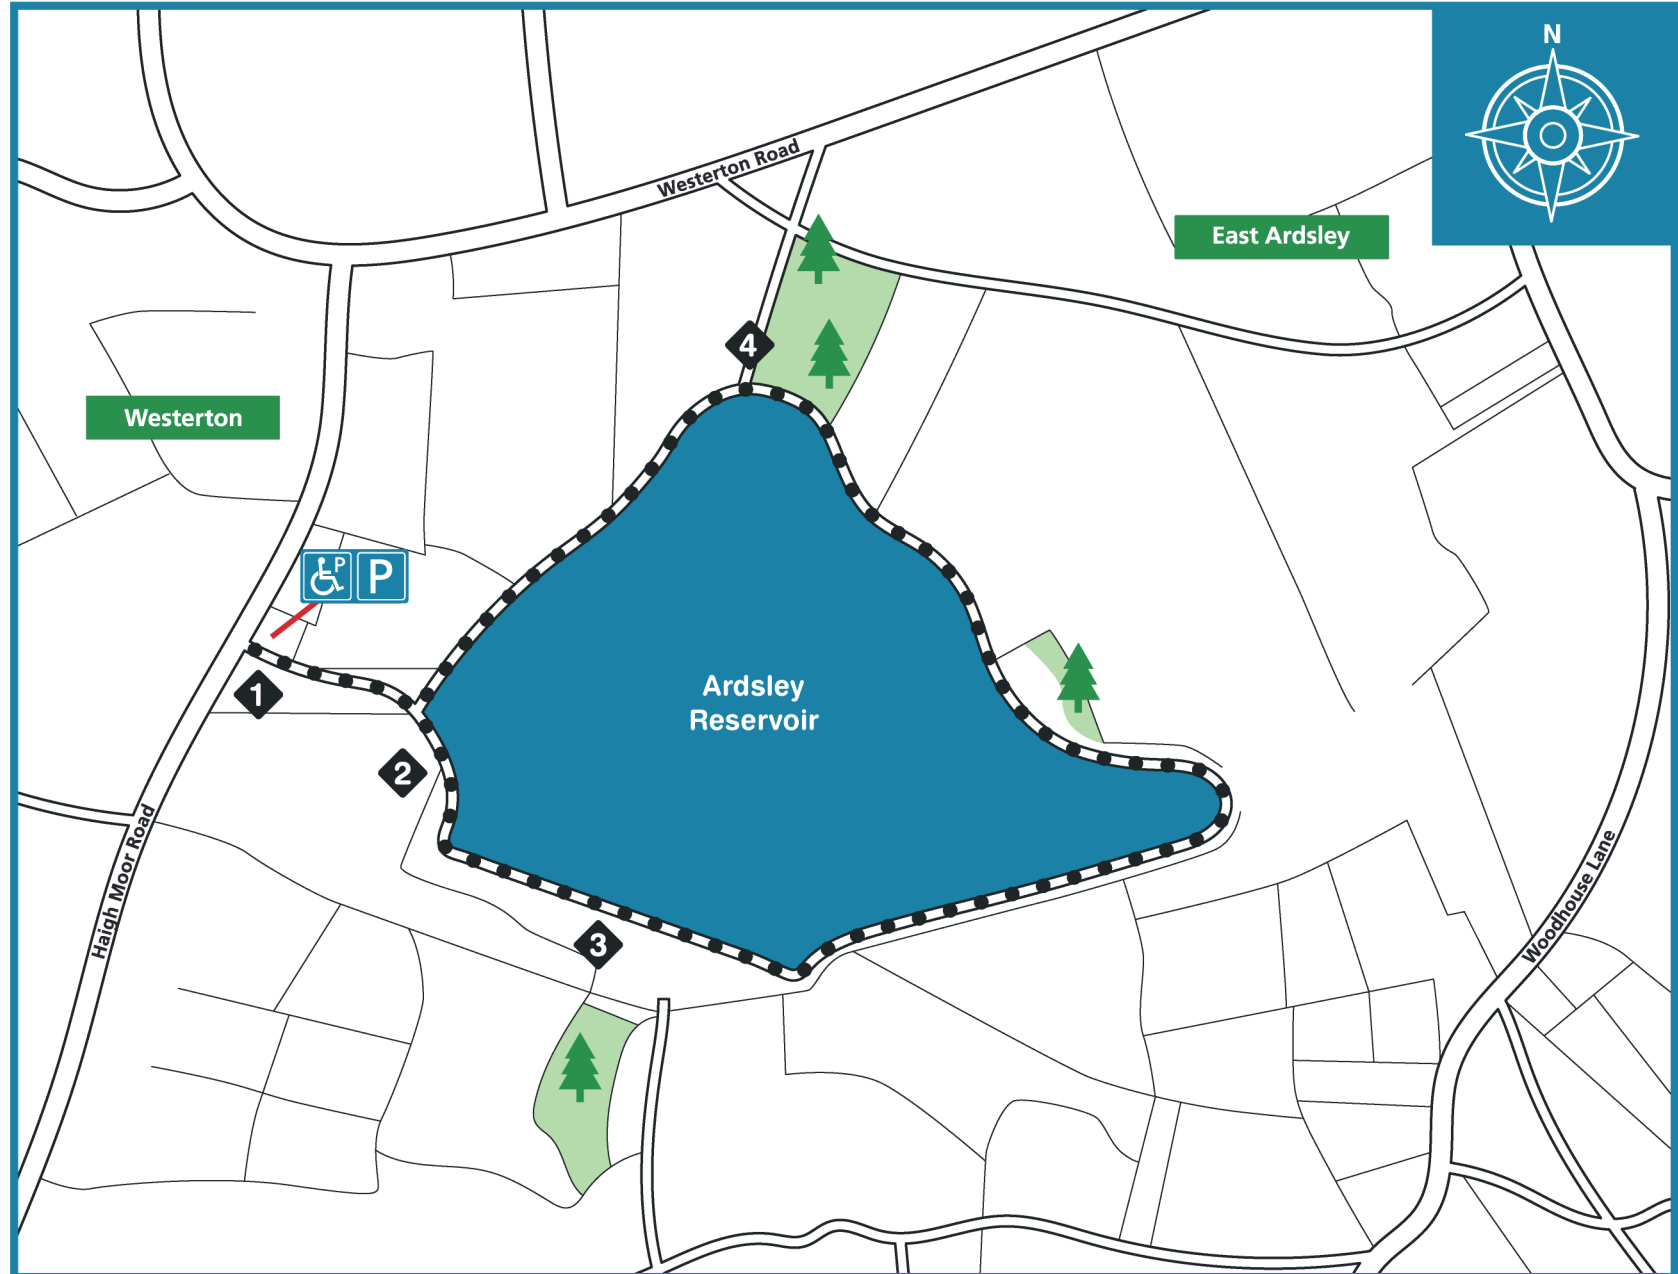 N
Westerton Road
East Ardsley
4
Westerton
P
P
Ardsley
Reservoir
1
2
Haigh Moor Road
Woodhouse Lane
3